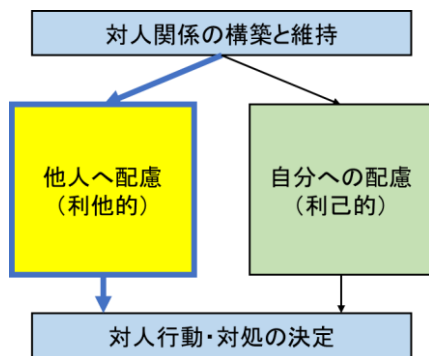 対人関係の構築と維持
他人へ配慮
（利他的）
自分への配慮
（利己的）
対人行動・対処の決定